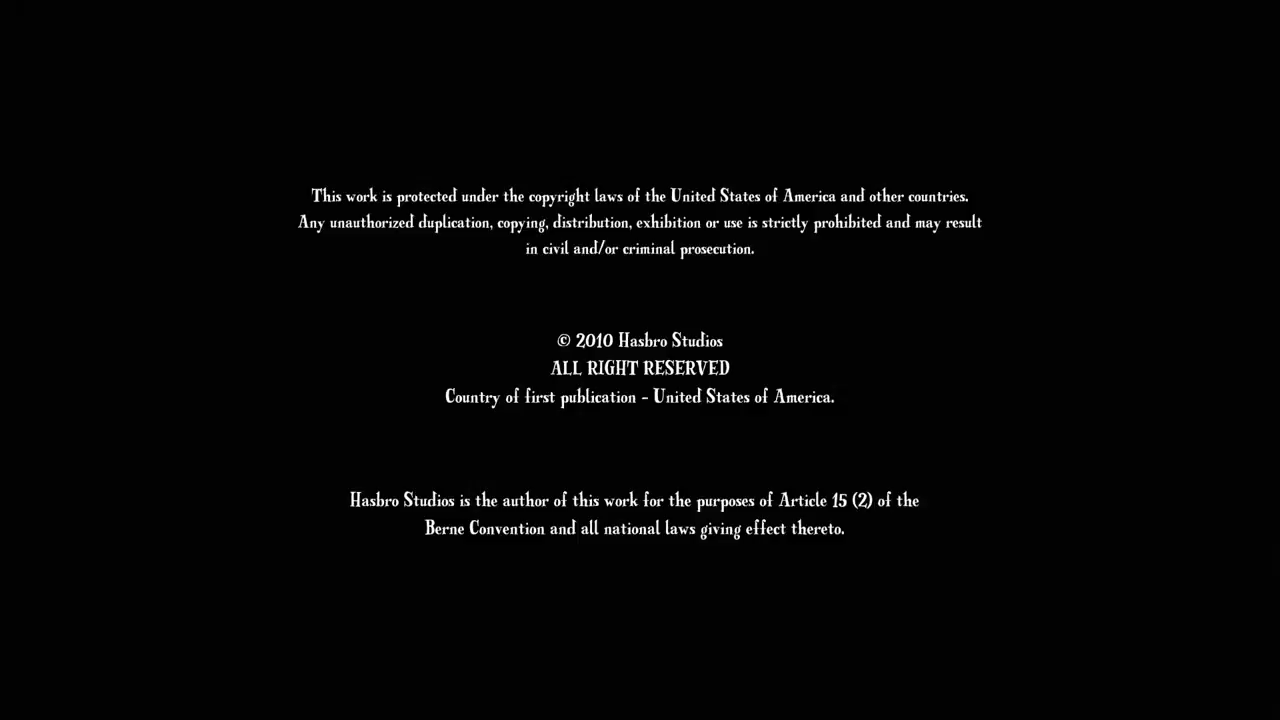 This work is protected under the copyright laws of the United States of America and other countries.
Any unauthorized duplication, copying, distribution, exhibition or use is strictly prohibited and may result
in civil and/or criminal prosecution.
© 2010 Hasbro Studios
ALL RIGHT RESERVED
Country of first publication - United States of America.
Hasbro Studios is the author of this work for the purposes of Article 15 (2) of the
Berne Convention and all national laws giving effect thereto.